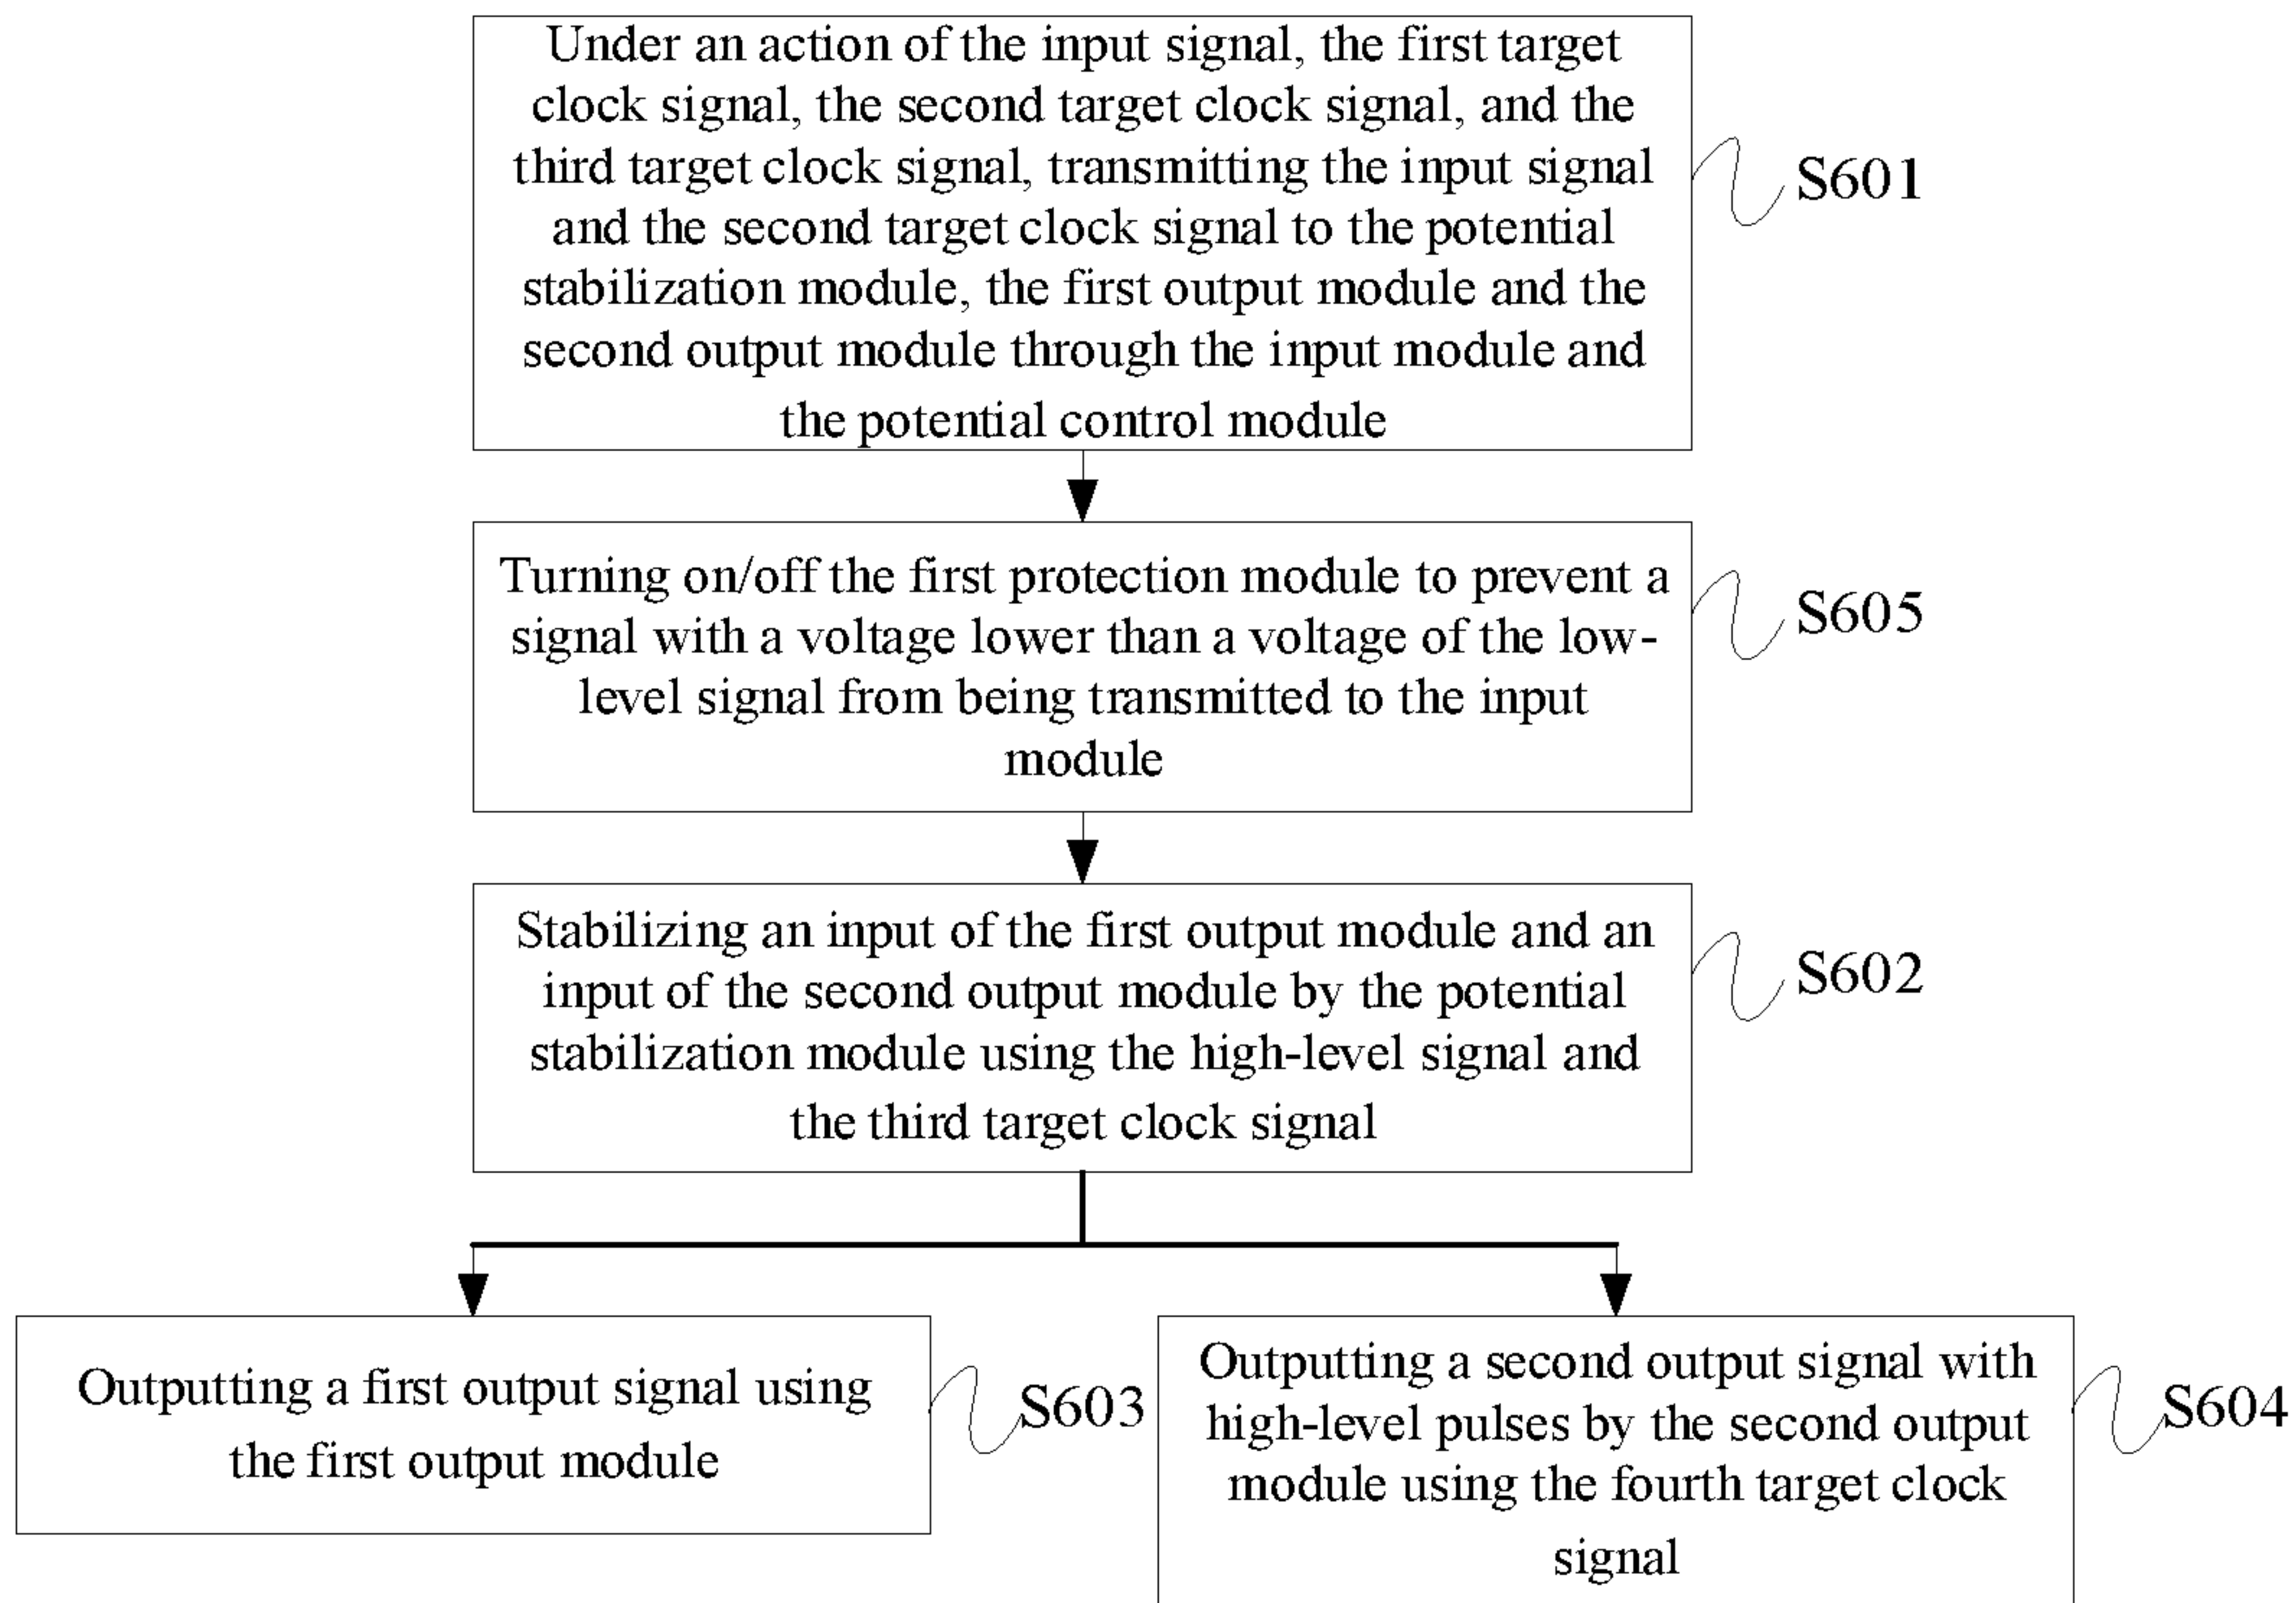 Under an action of the input signal, the first target
clock signal, the second target clock signal, and the
third target clock signal, transmitting the input signal
and the second target clock signal to the potential
stabilization module, the first output module and the
second output module through the input module and
the potential control module
S601
Turning on/off the first protection module to prevent a
signal with a voltage lower than a voltage of the low-
level signal from being transmitted to the input
module
S605
Stabilizing an input of the first output module and an
input of the second output module by the potential
stabilization module using the high-level signal and
the third target clock signal
S602
Outputting a first output signal using
the first output module
S603
Outputting a second output signal with
high-level pulses by the second output
module using the fourth target clock
signal
S604